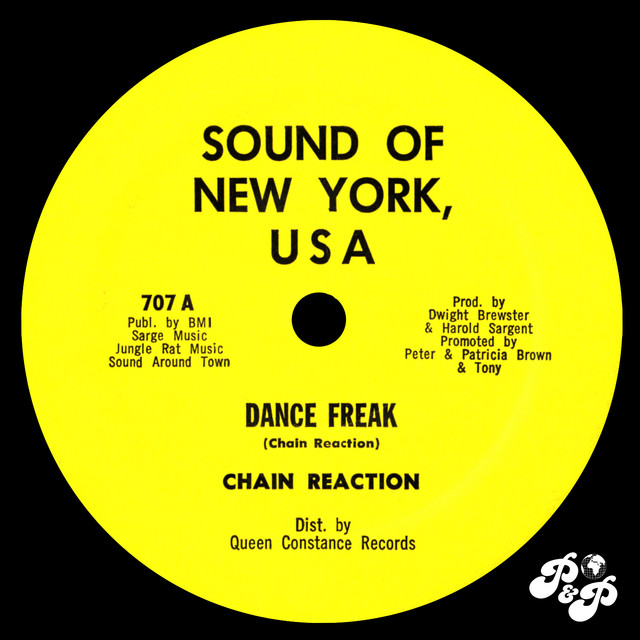 SOUND OF
NEW YORK,
USA
707 A
Publ. by BMI
Sarge Music
Jungle Rat Music
Sound Around Town
Prod. by
Dwight Brewster
& Harold Sargent
Promoted by
Peter & Patricia Brown
& Tony
DANCE FREAK
(Chain Reaction)
CHAIN REACTION
Dist. by
Queen Constance Records
P&P